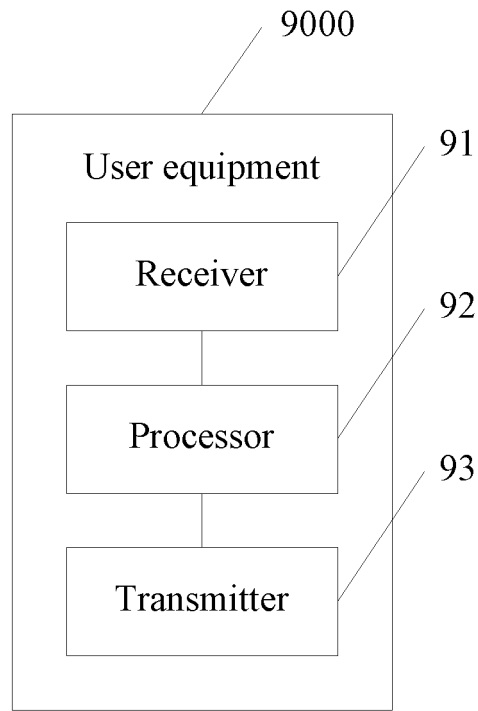 9000
User equipment
91
Receiver
92
Processor
93
Transmitter